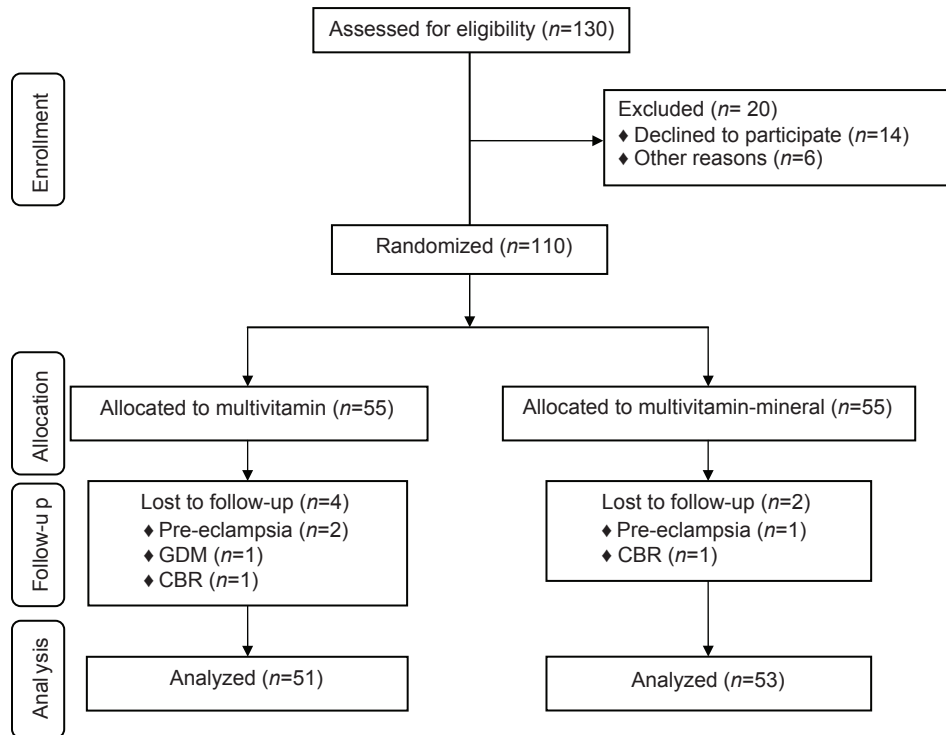 Assessed for eligibility (n=130)
Enrollment
Excluded (n= 20)
♦ Declined to participate (n=14)
♦ Other reasons (n=6)
Randomized (n=110)
Allocation
Allocated to multivitamin (n=55)
Allocated to multivitamin-mineral (n=55)
Follow-up
Lost to follow-up (n=4)
♦ Pre-eclampsia (n=2)
♦ GDM (n=1)
♦ CBR (n=1)
Lost to follow-up (n=2)
♦ Pre-eclampsia (n=1)
♦ CBR (n=1)
Analysis
Analyzed (n=51)
Analyzed (n=53)